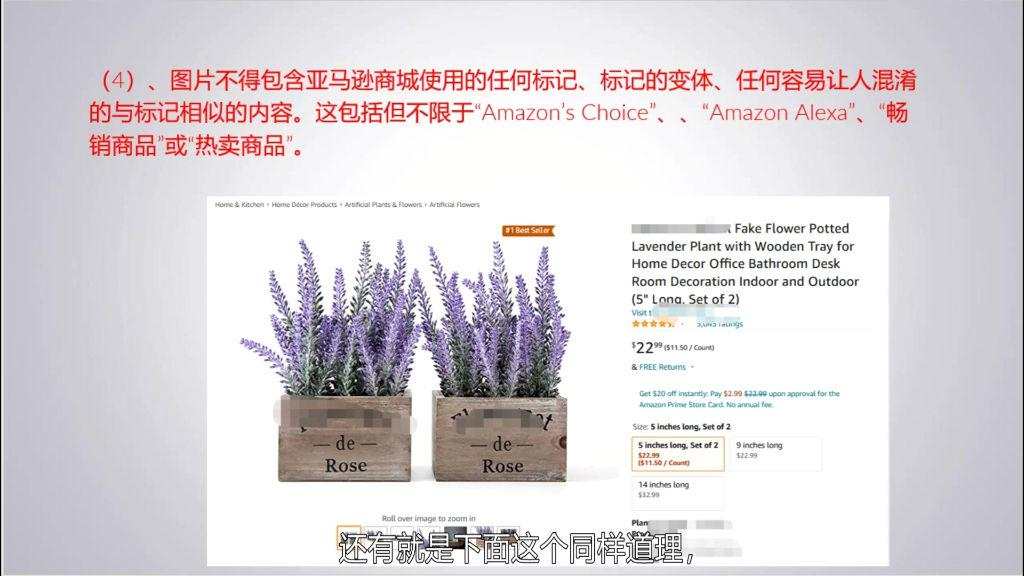 （4）、图片不得包含亚马逊商城使用的任何标记、标记的变体、任何容易让人混淆
的与标记相似的内容。这包括但不限于“Amazon’s Choice”、、“Amazon Alexa”、“畅
销商品”或“热卖商品”。
Home & Kitchen › Home Décor Products › Artificial Plants & Flowers › Artificial Flowers
#1 Best Seller
Fake Flower Potted
Lavender Plant with Wooden Tray for
Home Decor Office Bathroom Desk
Room Decoration Indoor and Outdoor
(5" Long, Set of 2)
Visit
5,045 ratings
$22.99 ($11.50 / Count)
& FREE Returns
Get $20 off instantly: Pay $2.99 $22.99 upon approval for the
Amazon Prime Store Card. No annual fee.
Size: 5 inches long, Set of 2
5 inches long, Set of 2
$22.99
($11.50 / Count)
9 inches long
$22.99
14 inches long
$32.99
de
Rose
de
Rose
Roll over image to zoom in
还有就是下面这个同样道理，